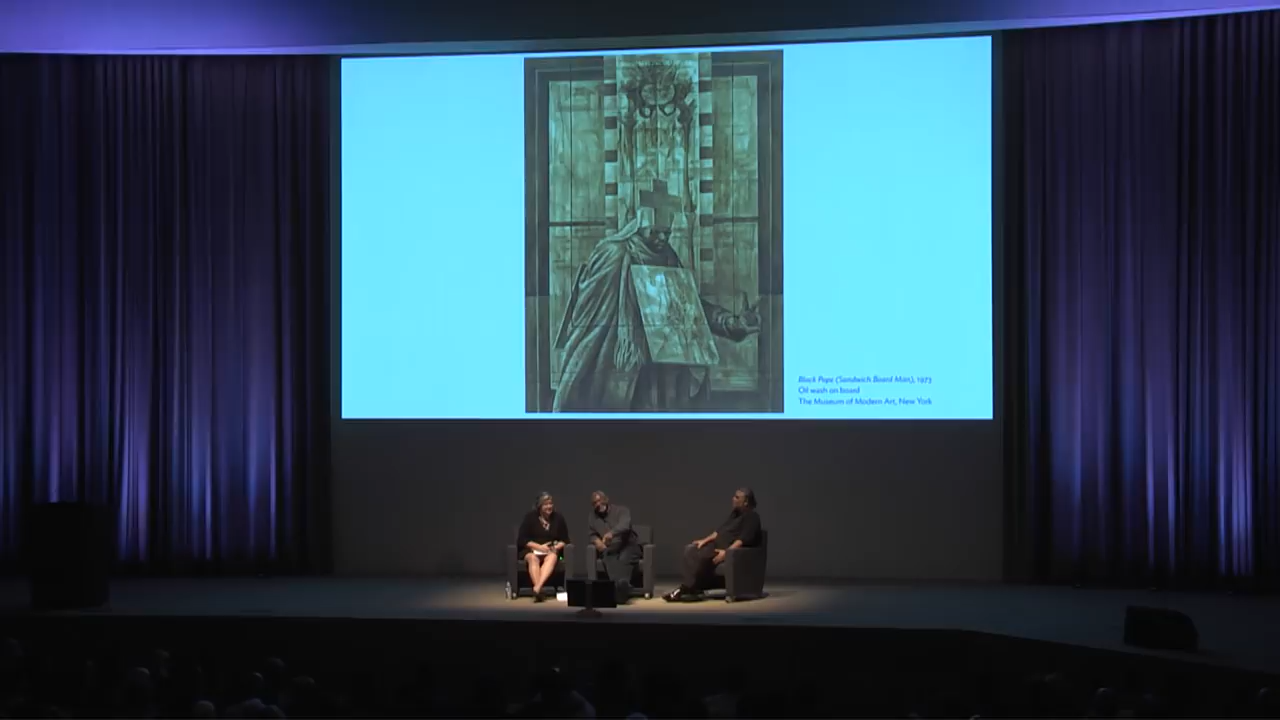 Black Pope (Sandwich Board Man), 1973
Oil wash on board
The Museum of Modern Art, New York